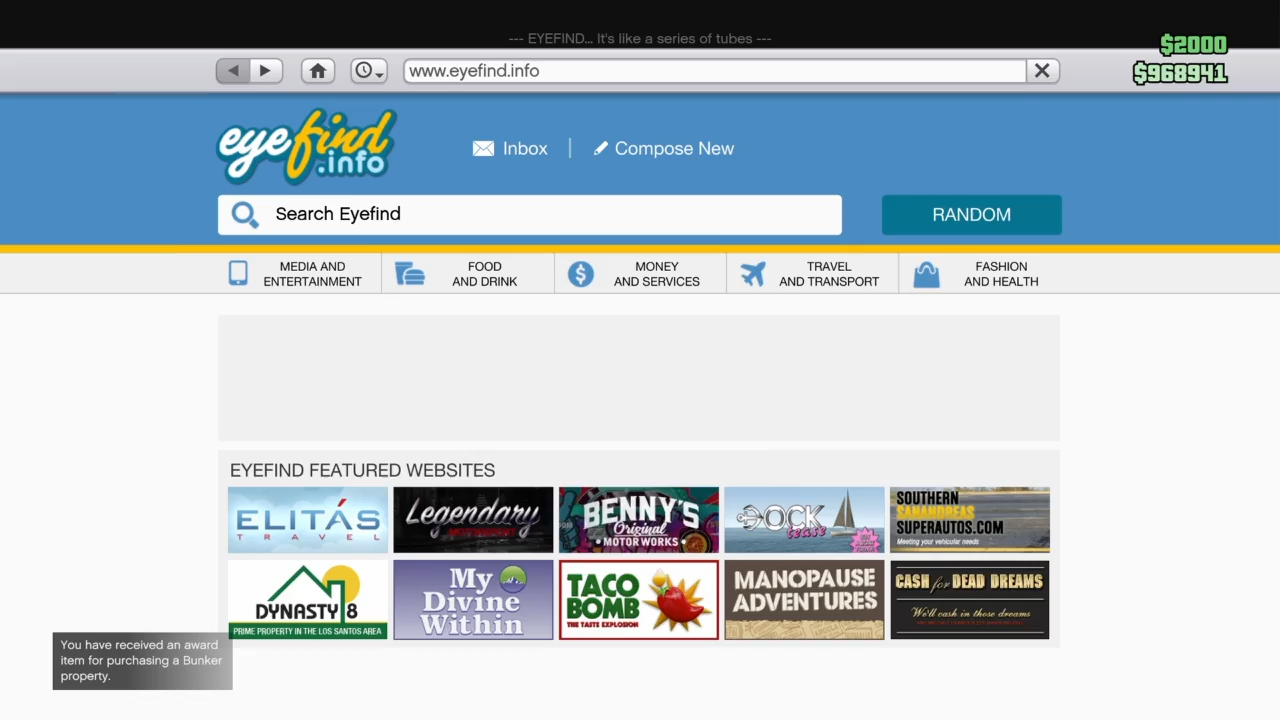 --- EYEFIND... It's like a series of tubes ---
$2000
$968941
www.eyefind.info
eyefind
.info
Inbox
Compose New
Search Eyefind
RANDOM
MEDIA AND
ENTERTAINMENT
FOOD
AND DRINK
MONEY
AND SERVICES
TRAVEL
AND TRANSPORT
FASHION
AND HEALTH
EYEFIND FEATURED WEBSITES
ELITÁS
TRAVEL
Legendary
MOTORSPORT
BENNY'S
Original
MOTOR WORKS
DOCK
tease
SOUTHERN
SANANDREAS
SUPERAUTOS.COM
Meeting your vehicular needs
DYNASTY 8
PRIME PROPERTY IN THE LOS SANTOS AREA
My
Divine
Within
TACO
BOMB
THE TASTE EXPLOSION
MANOPAUSE
ADVENTURES
CASH for DEAD DREAMS
We'll cash in those dreams
You have received an award
item for purchasing a Bunker
property.